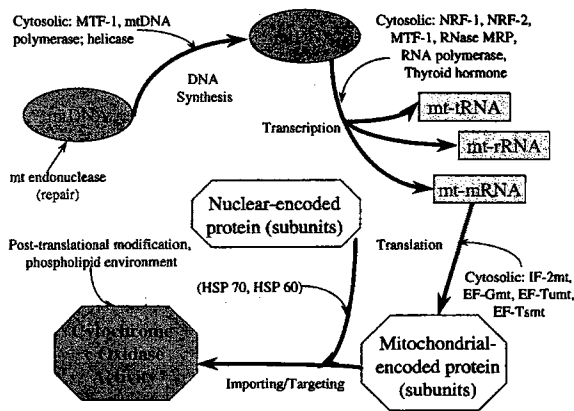 Cytosolic: MTF-1, mtDNA
polymerase; helicase
Cytosolic: NRF-1, NRF-2,
MTF-1, RNase MRP,
RNA polymerase,
Thyroid hormone
DNA
Synthesis
mtDNA
mt endonuclease
(repair)
Transcription
mt-tRNA
mt-rRNA
mt-mRNA
Nuclear-encoded
protein (subunits)
Post-translational modification,
phospholipid environment
Translation
Cytosolic: IF-2mt,
EF-Gmt, EF-Tumt,
EF-Tsmt
(HSP 70, HSP 60)
Cytochrome
c Oxidase
Activity
Mitochondrial-
encoded protein
(subunits)
Importing/Targeting